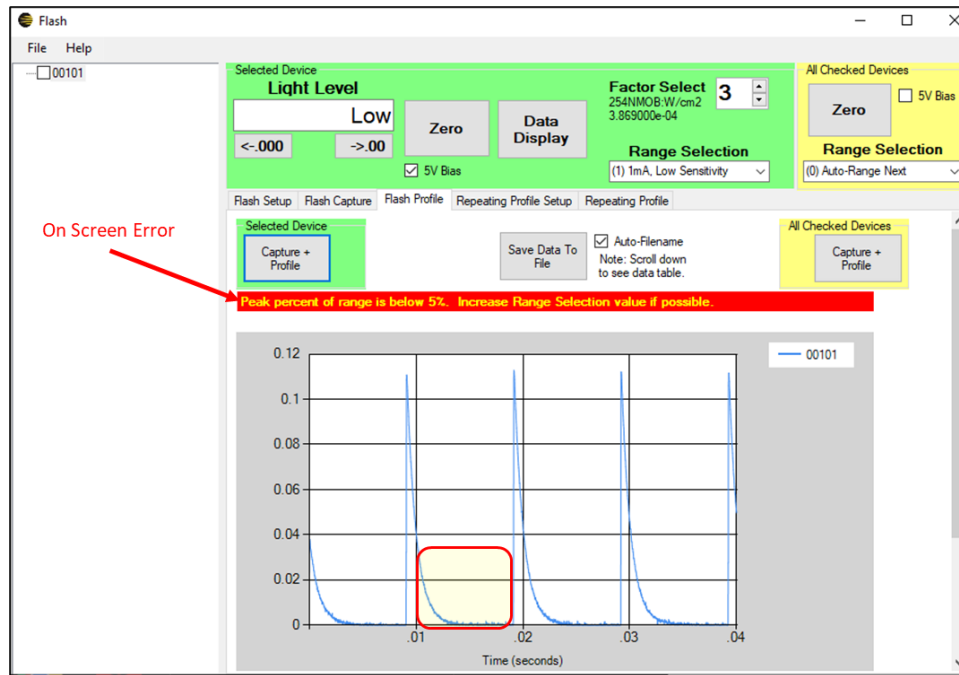 Flash
File Help
00101
Selected Device
Light Level
Low
<-.000
->.00
Zero
5V Bias
Data
Display
Factor Select
254NMOB:W/cm2
3.869000e-04
3
Range Selection
(1) 1mA, Low Sensitivity
All Checked Devices
Zero
5V Bias
Range Selection
(0) Auto-Range Next
Flash Setup Flash Capture Flash Profile Repeating Profile Setup Repeating Profile
On Screen Error
Selected Device
Capture +
Profile
Save Data To
File
Auto-Filename
Note: Scroll down
to see data table.
All Checked Devices
Capture +
Profile
Peak percent of range is below 5%. Increase Range Selection value if possible.
0.12
0.1
0.08
0.06
0.04
0.02
0
.01 .02 .03 .04
Time (seconds)
00101